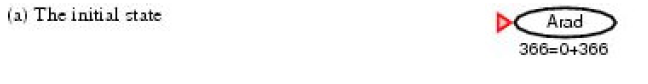 (a) The initial state
Arad
366=0+366